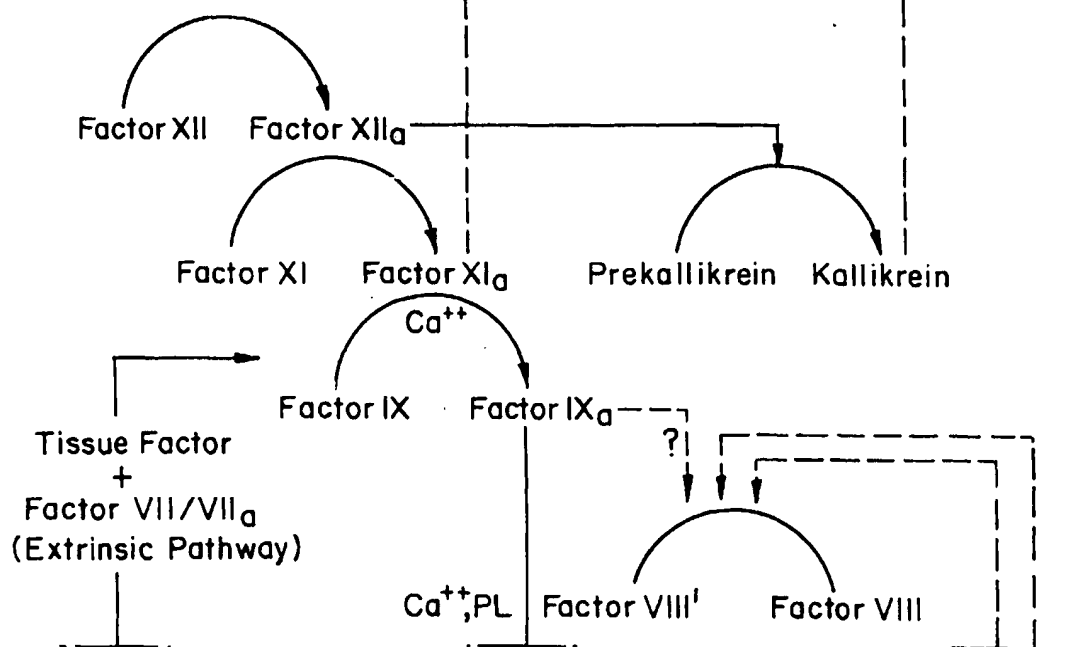 Factor XII Factor XIIa
Factor XI Factor XIa Prekallikrein Kallikrein
Ca++
Factor IX Factor IXa
?
Tissue Factor
+
Factor VII/VIIa
(Extrinsic Pathway)
Ca++,PL Factor VIII' Factor VIII